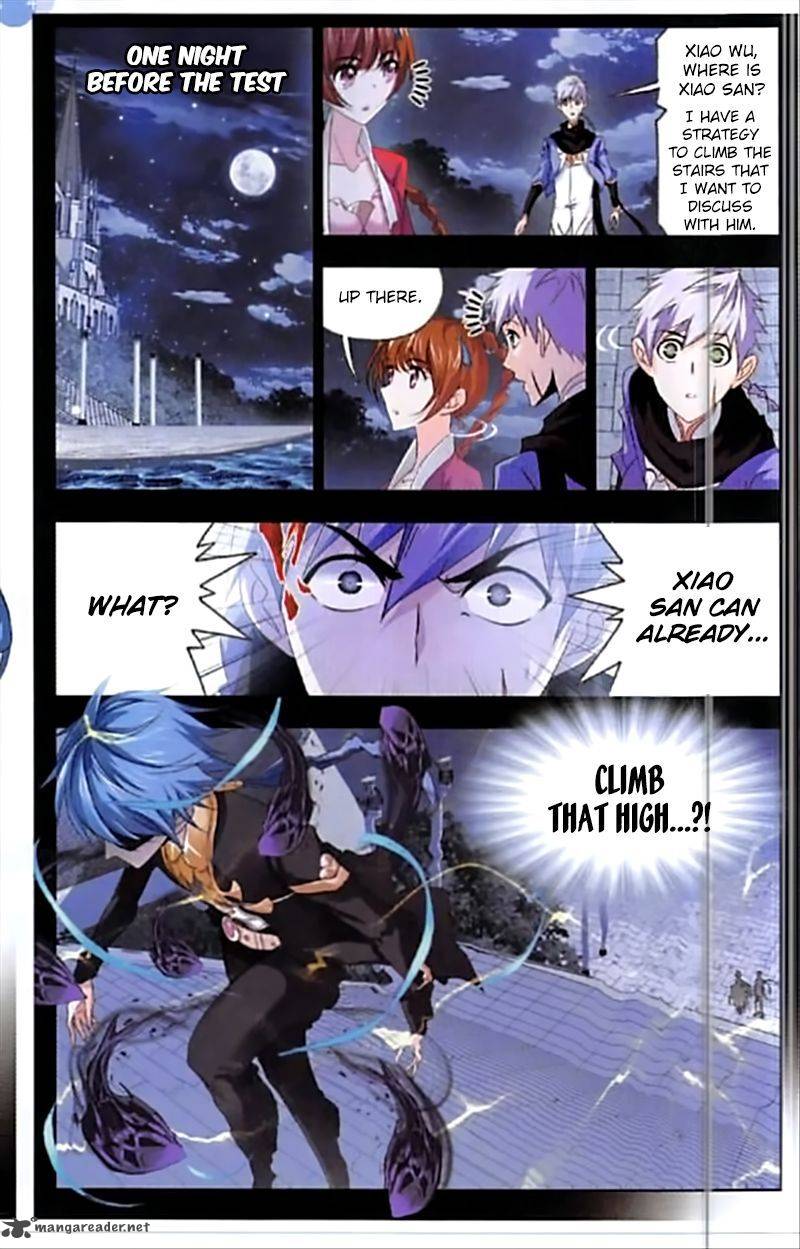 ONE NIGHT
BEFORE THE TEST
XIAO WU,
WHERE IS
XIAO SAN?
I HAVE A
STRATEGY
TO CLIMB THE
STAIRS THAT
I WANT TO
DISCUSS
WITH HIM.
UP THERE.
WHAT?
XIAO
SAN CAN
ALREADY...
CLIMB
THAT HIGH...?!
mangareader.net